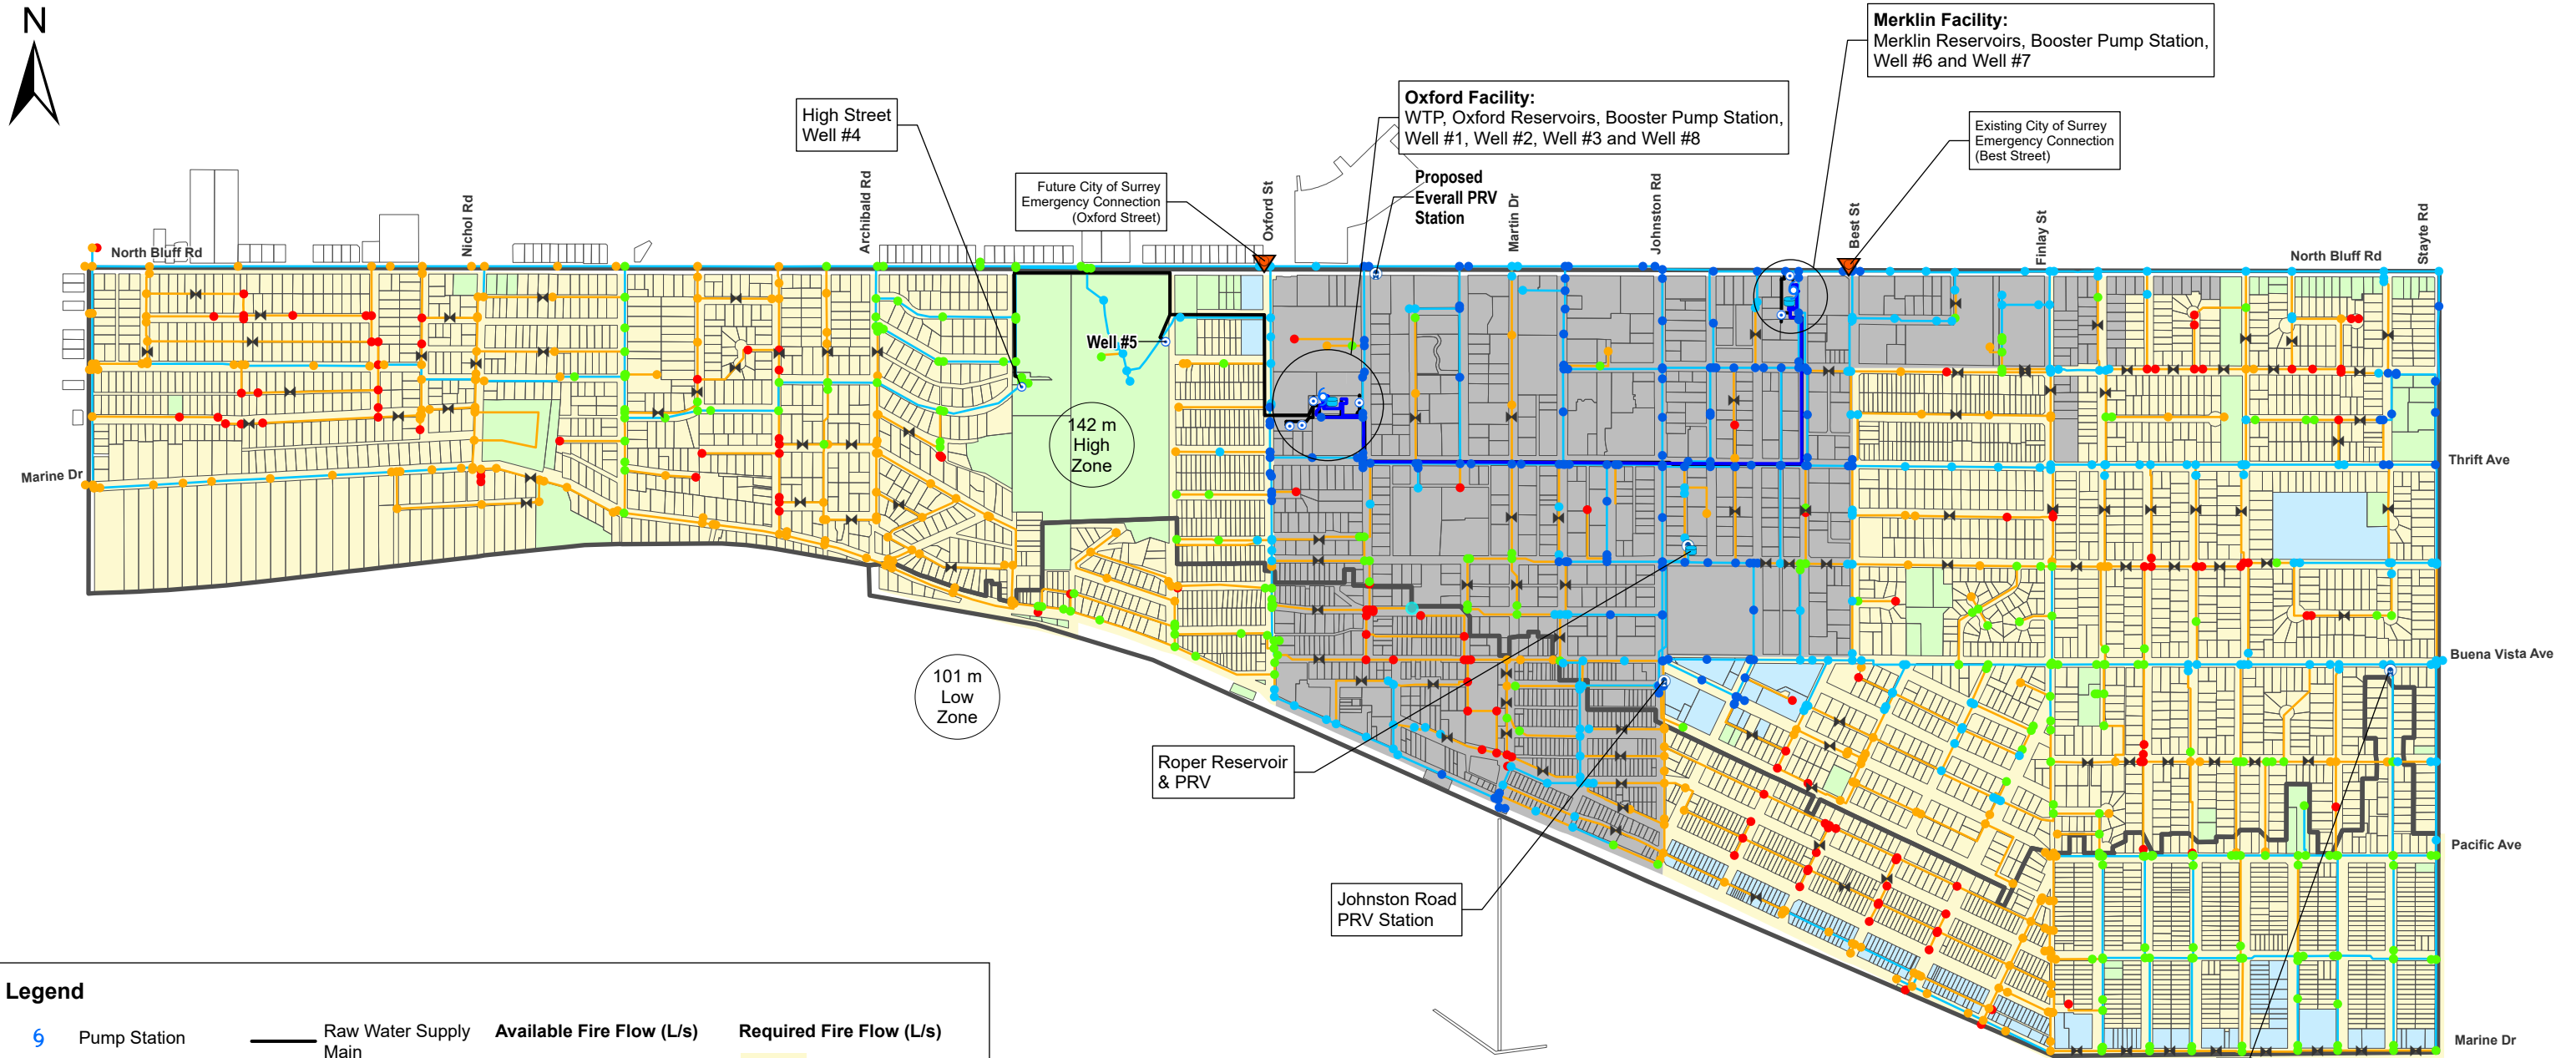 N
Merklin Facility:
Merklin Reservoirs, Booster Pump Station,
Well #6 and Well #7
Oxford Facility:
WTP, Oxford Reservoirs, Booster Pump Station,
Well #1, Well #2, Well #3 and Well #8
High Street
Well #4
Existing City of Surrey
Emergency Connection
(Best Street)
Future City of Surrey
Emergency Connection
(Oxford Street)
Proposed
Everall PRV
Station
Nichol Rd
Archibald Rd
Oxford St
Martin Dr
Johnston Rd
Best St
Finlay St
Stayte Rd
North Bluff Rd
North Bluff Rd
Well #5
142 m
High
Zone
Marine Dr
Thrift Ave
Buena Vista Ave
101 m
Low
Zone
Roper Reservoir
& PRV
Johnston Road
PRV Station
Pacific Ave
Marine Dr
Legend
Pump Station
Raw Water Supply
Main
Available Fire Flow (L/s)
Required Fire Flow (L/s)